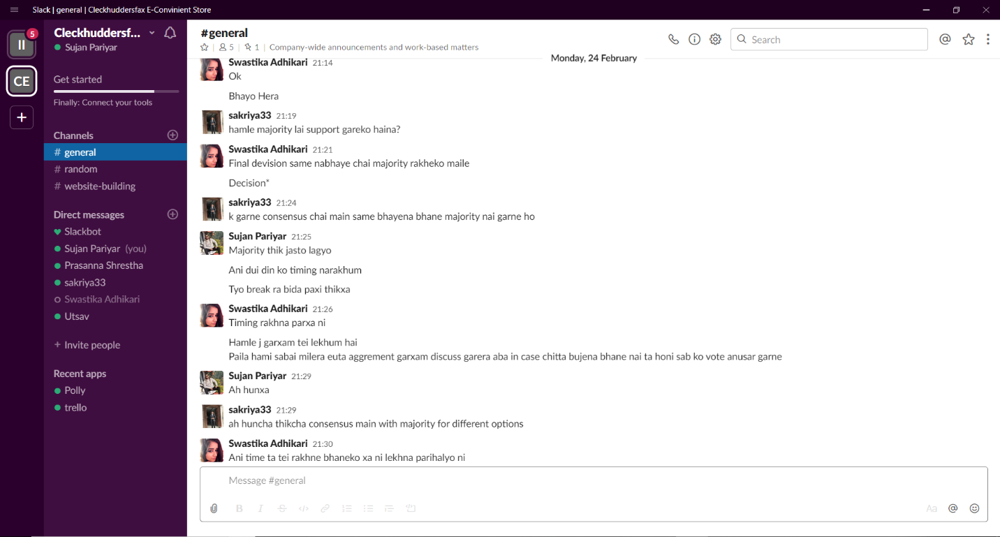 Slack | general | Cleckhuddersfax E-Convinient Store
II
5
CE
+
Cleckhuddersf...
Sujan Pariyar
Get started
Finally: Connect your tools
Channels
# general
# random
# website-building
Direct messages
Slackbot
Sujan Pariyar (you)
Prasanna Shrestha
sakriya33
Swastika Adhikari
Utsav
+ Invite people
Recent apps
Polly
trello
#general
5 | 1 | Company-wide announcements and work-based matters
Search
Monday, 24 February
Swastika Adhikari 21:14
Ok
Bhayo Hera
sakriya33 21:19
hamle majority lai support gareko haina?
Swastika Adhikari 21:21
Final devision same nabhaye chai majority rakheko maile
Decision*
sakriya33 21:24
k garne consensus chai main same bhayena bhane majority nai garne ho
Sujan Pariyar 21:25
Majority thik jasto lagyo
Ani dui din ko timing narakhum
Tyo break ra bida paxi thikxa
Swastika Adhikari 21:26
Timing rakhna parxa ni
Hamle j garxam tei lekhum hai
Paila hami sabai milera euta aggrement garxam discuss garera aba in case chitta bujena bhane nai ta honi sab ko vote anusar garne
Sujan Pariyar 21:29
Ah hunxa
sakriya33 21:29
ah huncha thikcha consensus main with majority for different options
Swastika Adhikari 21:30
Ani time ta tei rakhne bhaneko xa ni lekhna parihalyo ni
Message #general
B I S </> Aa @